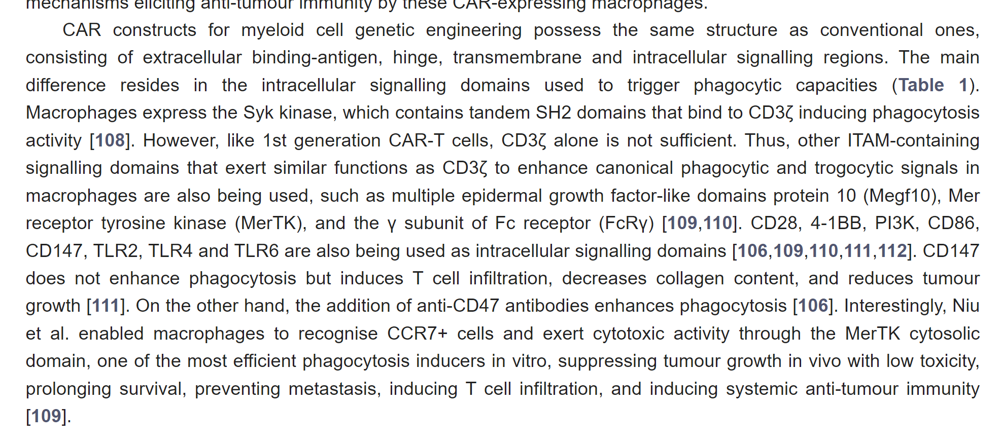 mechanisms eliciting anti-tumour immunity by these CAR-expressing macrophages.
CAR constructs for myeloid cell genetic engineering possess the same structure as conventional ones,
consisting of extracellular binding-antigen, hinge, transmembrane and intracellular signalling regions. The main
difference resides in the intracellular signalling domains used to trigger phagocytic capacities (Table 1).
Macrophages express the Syk kinase, which contains tandem SH2 domains that bind to CD3ζ inducing phagocytosis
activity [108]. However, like 1st generation CAR-T cells, CD3ζ alone is not sufficient. Thus, other ITAM-containing
signalling domains that exert similar functions as CD3ζ to enhance canonical phagocytic and trogocytic signals in
macrophages are also being used, such as multiple epidermal growth factor-like domains protein 10 (Megf10), Mer
receptor tyrosine kinase (MerTK), and the γ subunit of Fc receptor (FcRγ) [109,110]. CD28, 4-1BB, PI3K, CD86,
CD147, TLR2, TLR4 and TLR6 are also being used as intracellular signalling domains [106,109,110,111,112]. CD147
does not enhance phagocytosis but induces T cell infiltration, decreases collagen content, and reduces tumour
growth [111]. On the other hand, the addition of anti-CD47 antibodies enhances phagocytosis [106]. Interestingly, Niu
et al. enabled macrophages to recognise CCR7+ cells and exert cytotoxic activity through the MerTK cytosolic
domain, one of the most efficient phagocytosis inducers in vitro, suppressing tumour growth in vivo with low toxicity,
prolonging survival, preventing metastasis, inducing T cell infiltration, and inducing systemic anti-tumour immunity
[109].